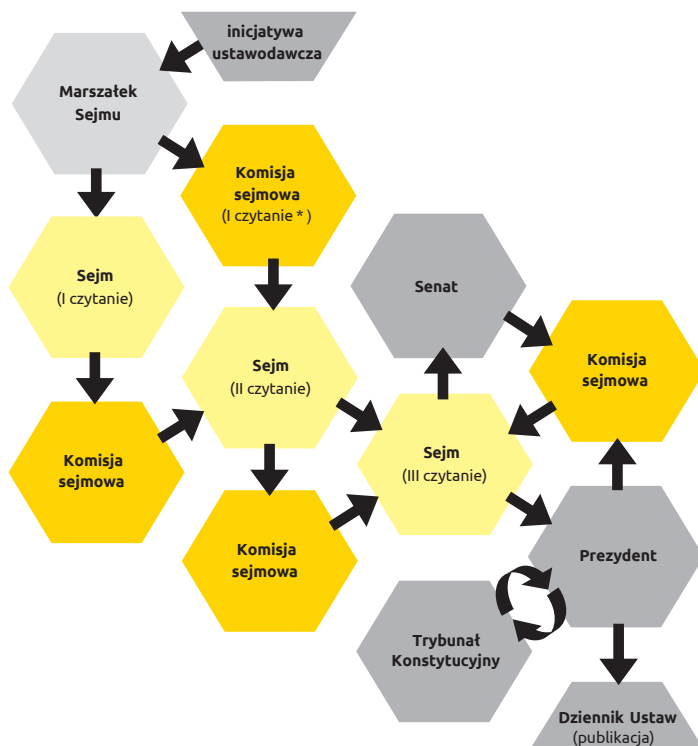 inicjatywa
ustawodawcza
Marszałek
Sejmu
Komisja
sejmowa
(I czytanie * )
Sejm
(I czytanie)
Senat
Sejm
(II czytanie)
Komisja
sejmowa
Komisja
sejmowa
Sejm
(III czytanie)
Komisja
sejmowa
Prezydent
Trybunał
Konstytucyjny
Dziennik Ustaw
(publikacja)